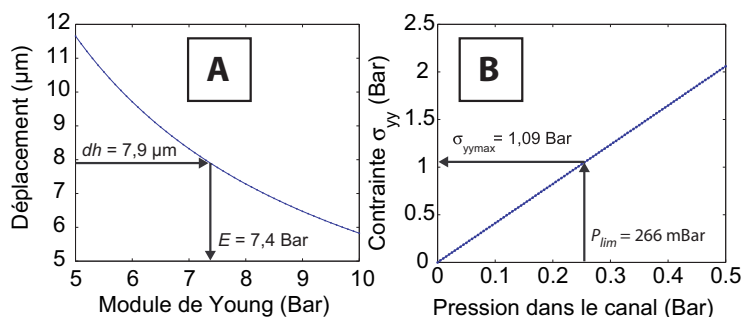 12
11
10
9
8
7
6
5
Déplacement (µm)
A
dh = 7,9 µm
E = 7,4 Bar
5 6 7 8 9 10
Module de Young (Bar)
2.5
2
1.5
1
0.5
0
Contrainte σyy (Bar)
B
σyymax = 1,09 Bar
Plim = 266 mBar
0 0.1 0.2 0.3 0.4 0.5
Pression dans le canal (Bar)